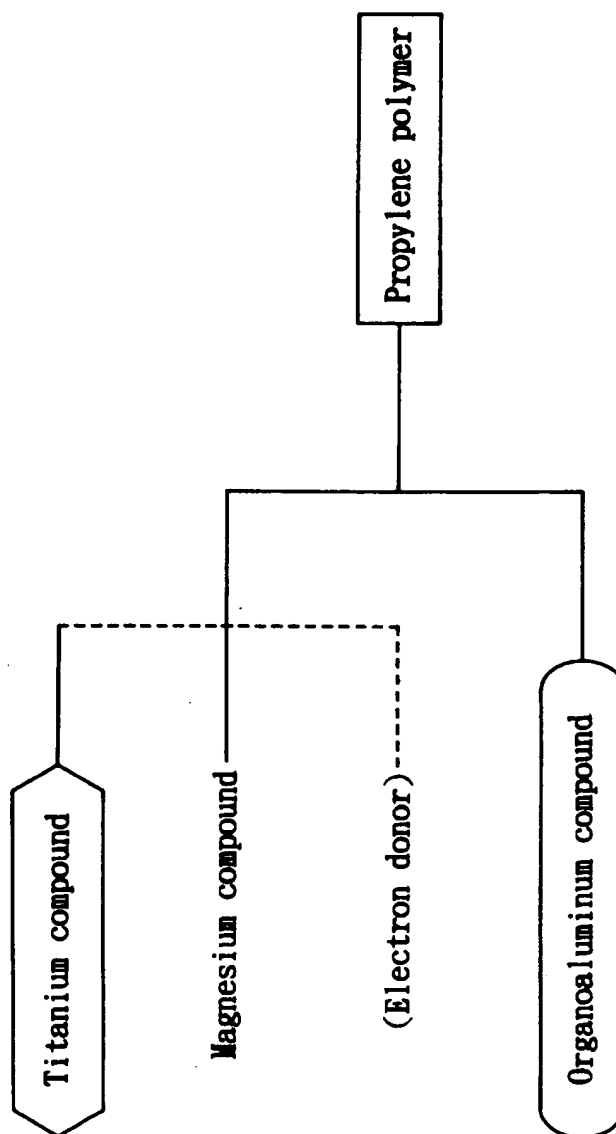 Titanium compound
Magnesium compound
(Electron donor)
Organoaluminum compound
Propylene polymer